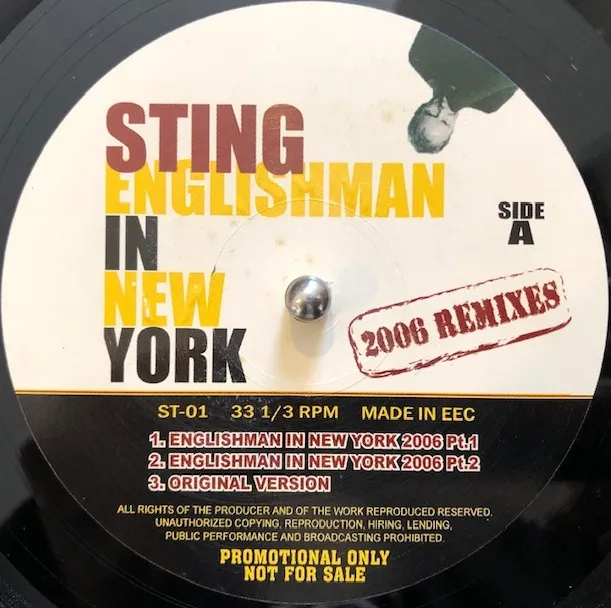 STING
ENGLISHMAN
IN
NEW
YORK
SIDE
A
2006 REMIXES
ST-01 33 1/3 RPM MADE IN EEC
1. ENGLISHMAN IN NEW YORK 2006 Pt.1
2. ENGLISHMAN IN NEW YORK 2006 Pt.2
3. ORIGINAL VERSION
ALL RIGHTS OF THE PRODUCER AND OF THE WORK REPRODUCED RESERVED.
UNAUTHORIZED COPYING, REPRODUCTION, HIRING, LENDING,
PUBLIC PERFORMANCE AND BROADCASTING PROHIBITED.
PROMOTIONAL ONLY
NOT FOR SALE